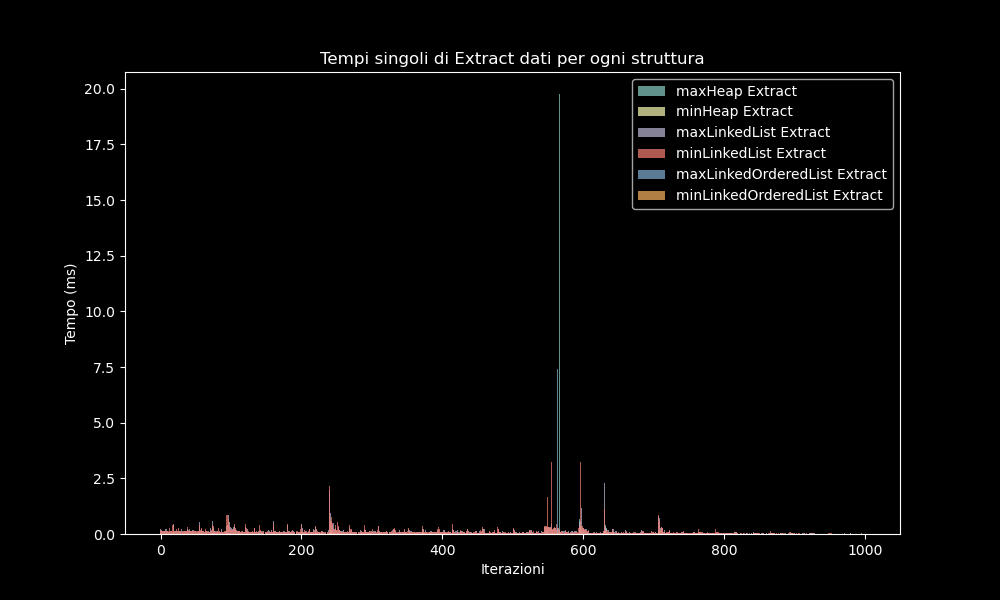 Tempi singoli di Extract dati per ogni struttura
maxHeap Extract
minHeap Extract
maxLinkedList Extract
minLinkedList Extract
maxLinkedOrderedList Extract
minLinkedOrderedList Extract
Tempo (ms)
20.0
17.5
15.0
12.5
10.0
7.5
5.0
2.5
0.0
0 200 400 600 800 1000
Iterazioni